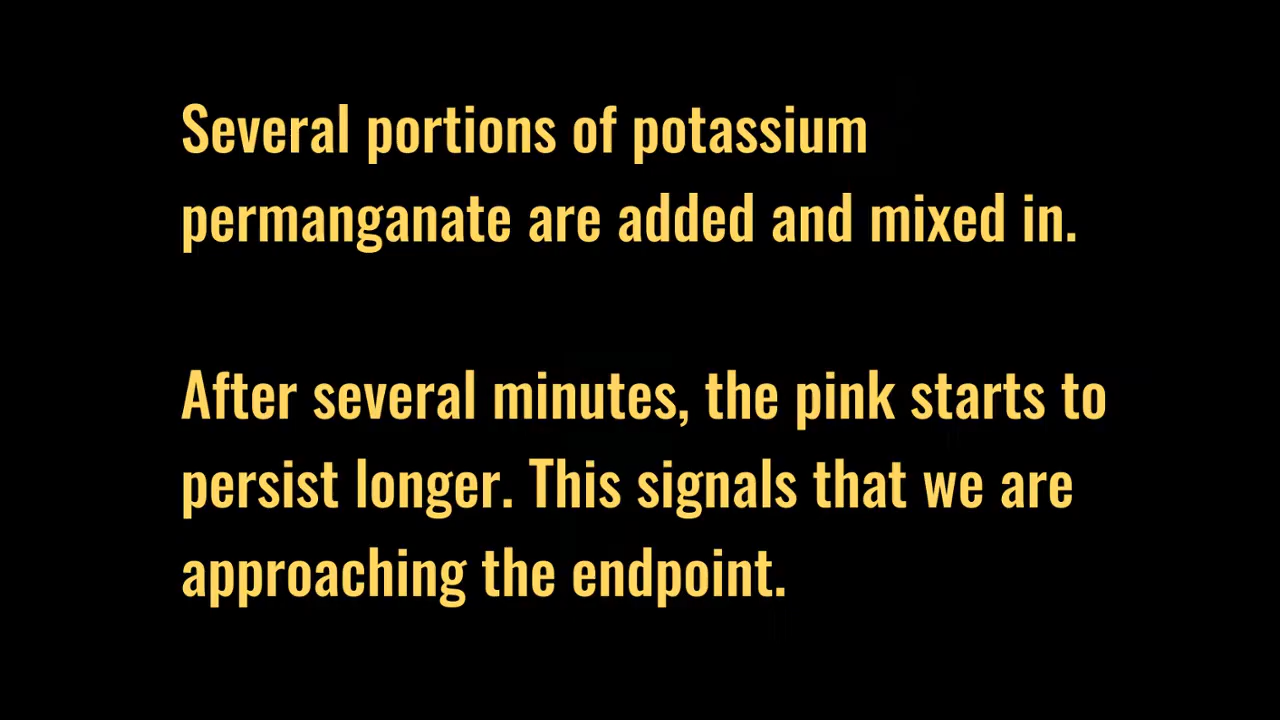 Several portions of potassium
permanganate are added and mixed in.
After several minutes, the pink starts to
persist longer. This signals that we are
approaching the endpoint.